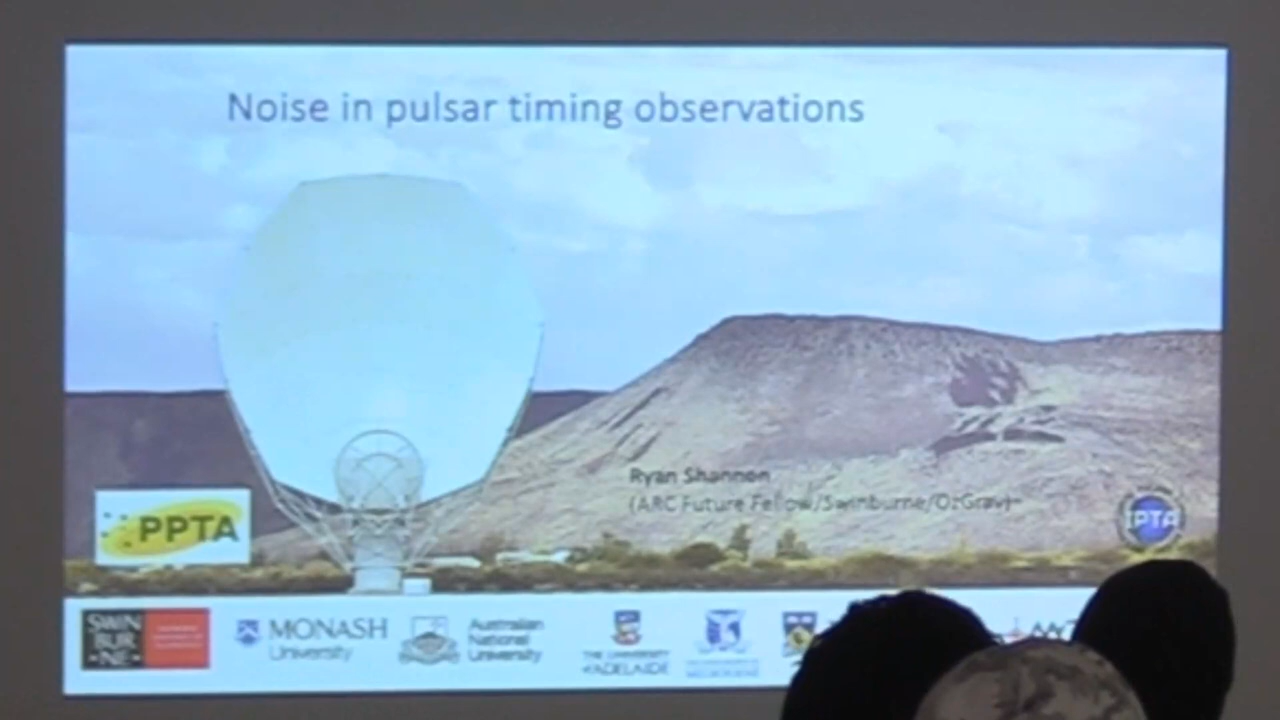 Noise in pulsar timing observations
Ryan Shannon
(ARC Future Fellow/Swinburne/OzGrav)
PPTA
IPTA
SWIN
BUR
NE
MONASH
University
Australian
National
University
THE UNIVERSITY
of ADELAIDE
MELBOURNE